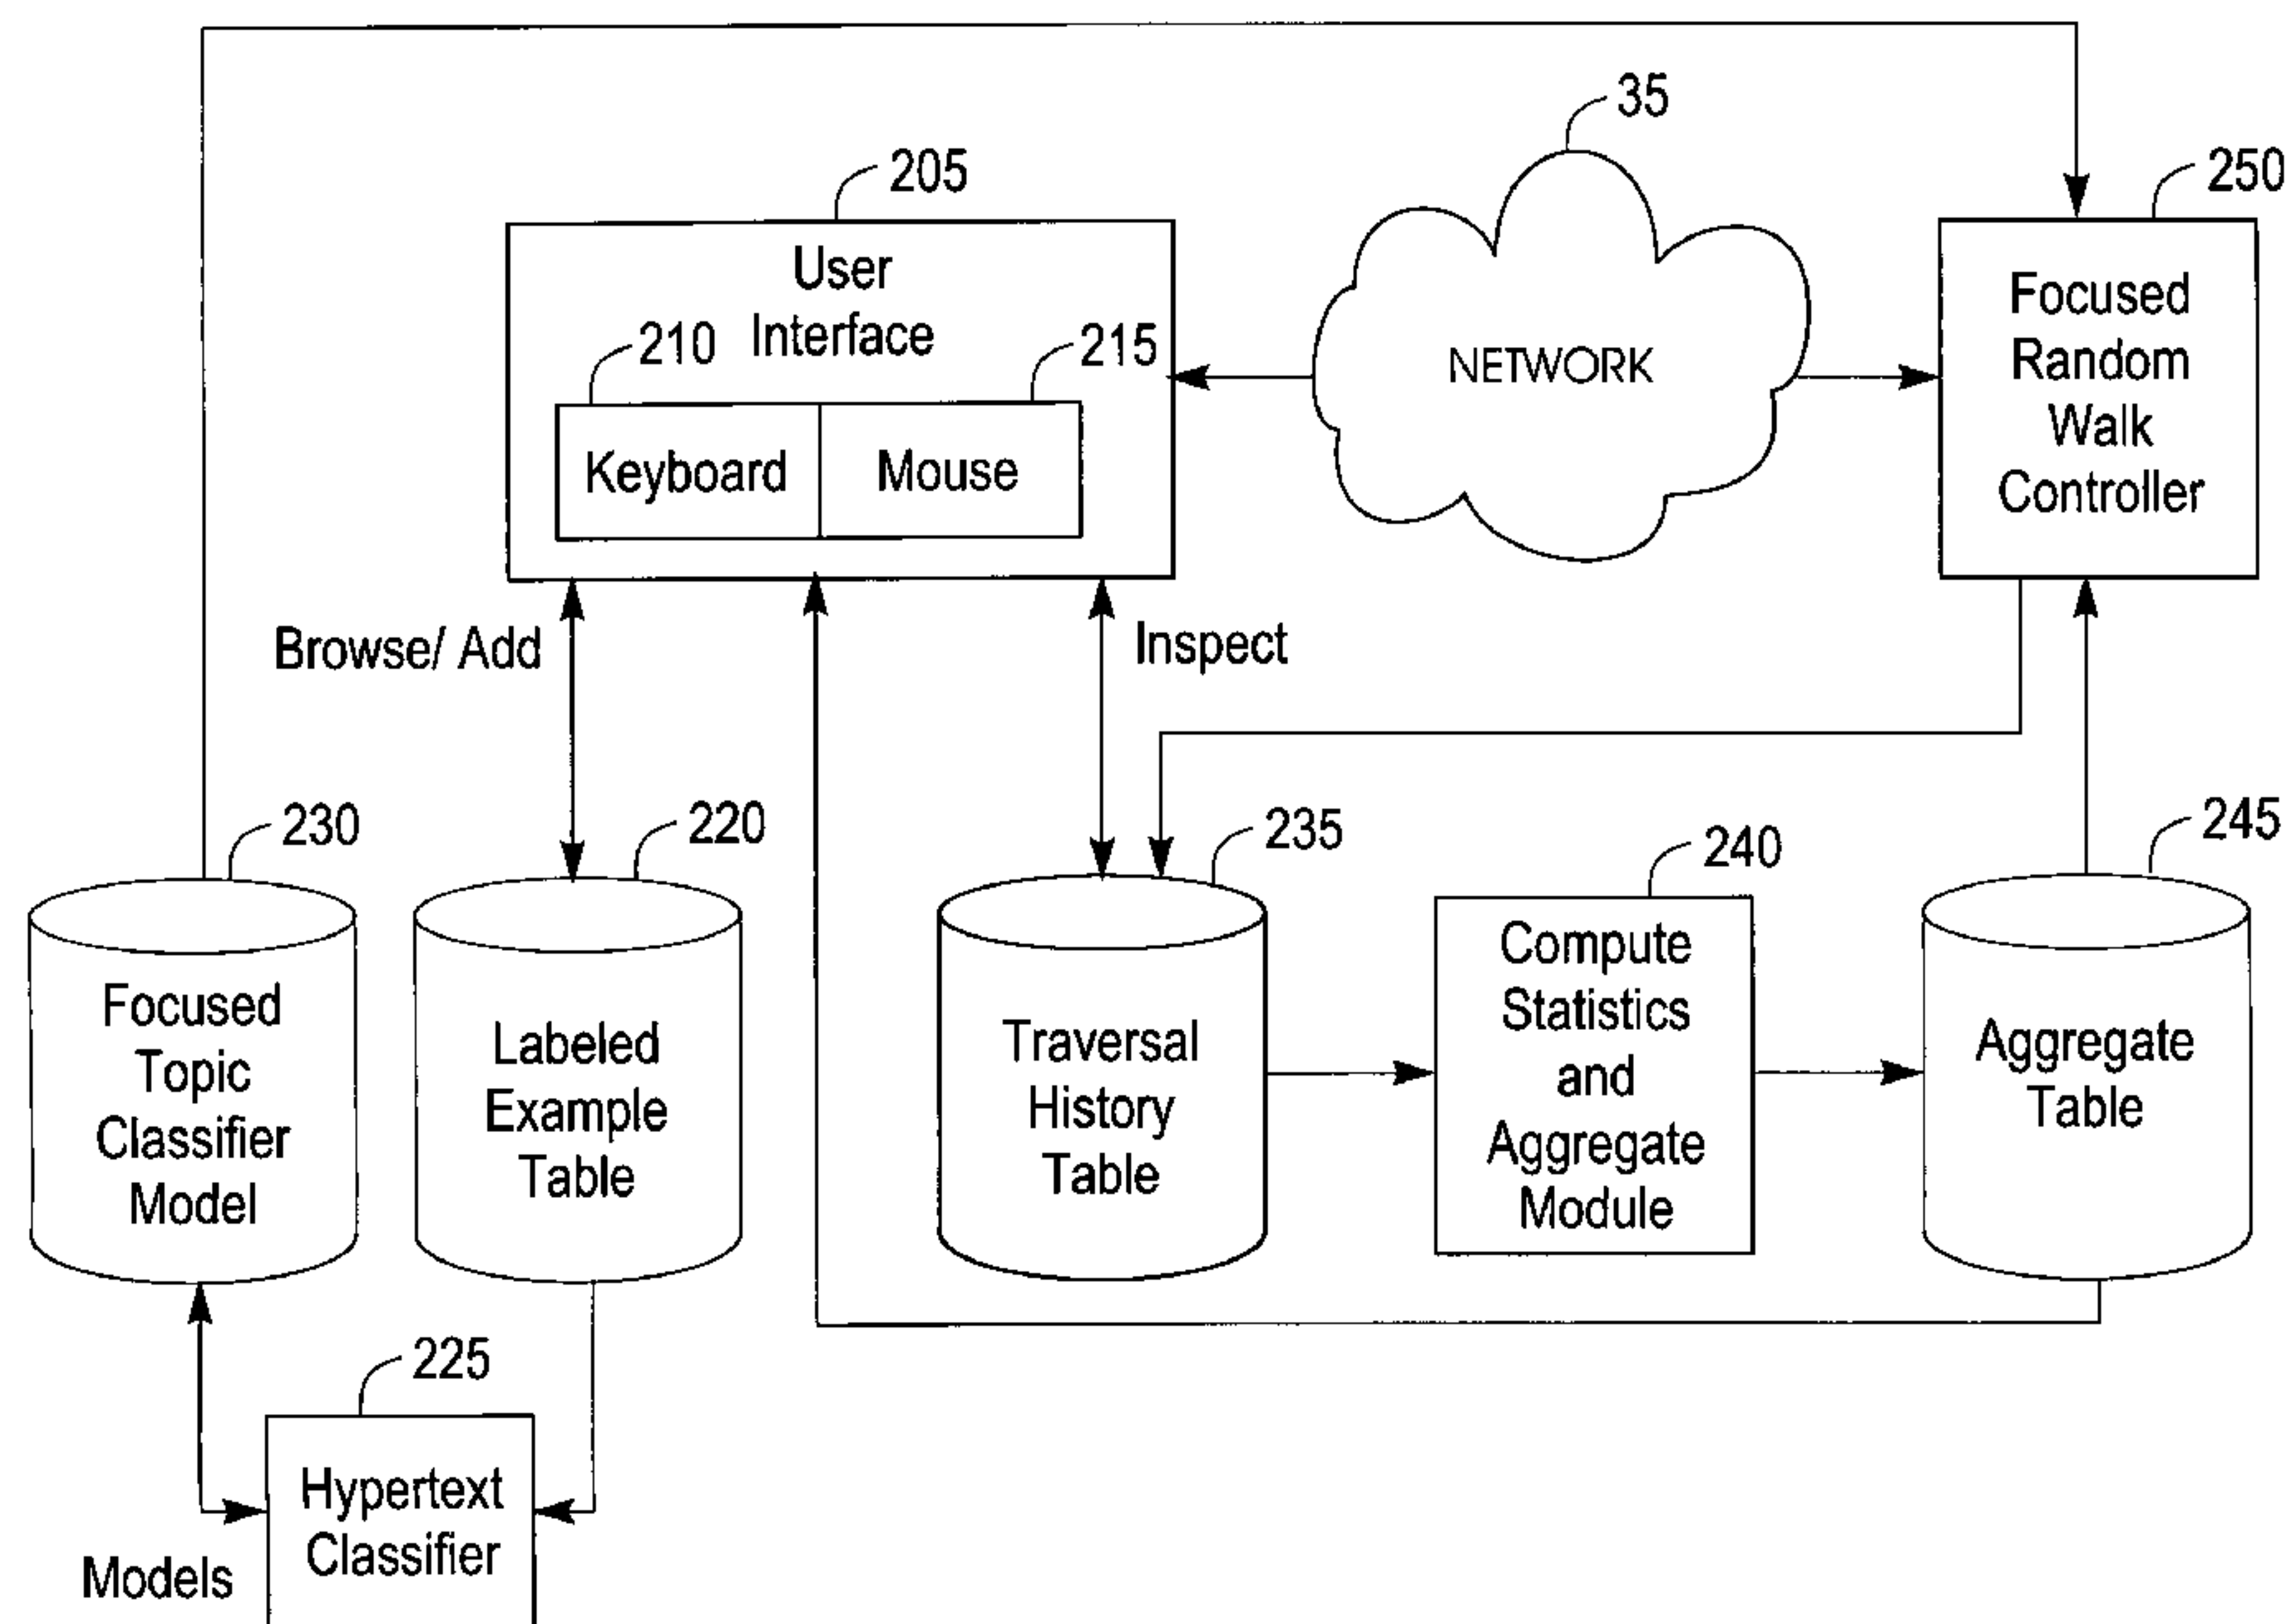 35
205
250
User
Interface
210
215
Keyboard
Mouse
NETWORK
Focused
Random
Walk
Controller
Browse/ Add
Inspect
230
220
235
240
245
Focused
Topic
Classifier
Model
Labeled
Example
Table
Traversal
History
Table
Compute
Statistics
and
Aggregate
Module
Aggregate
Table
225
Hypertext
Classifier
Models